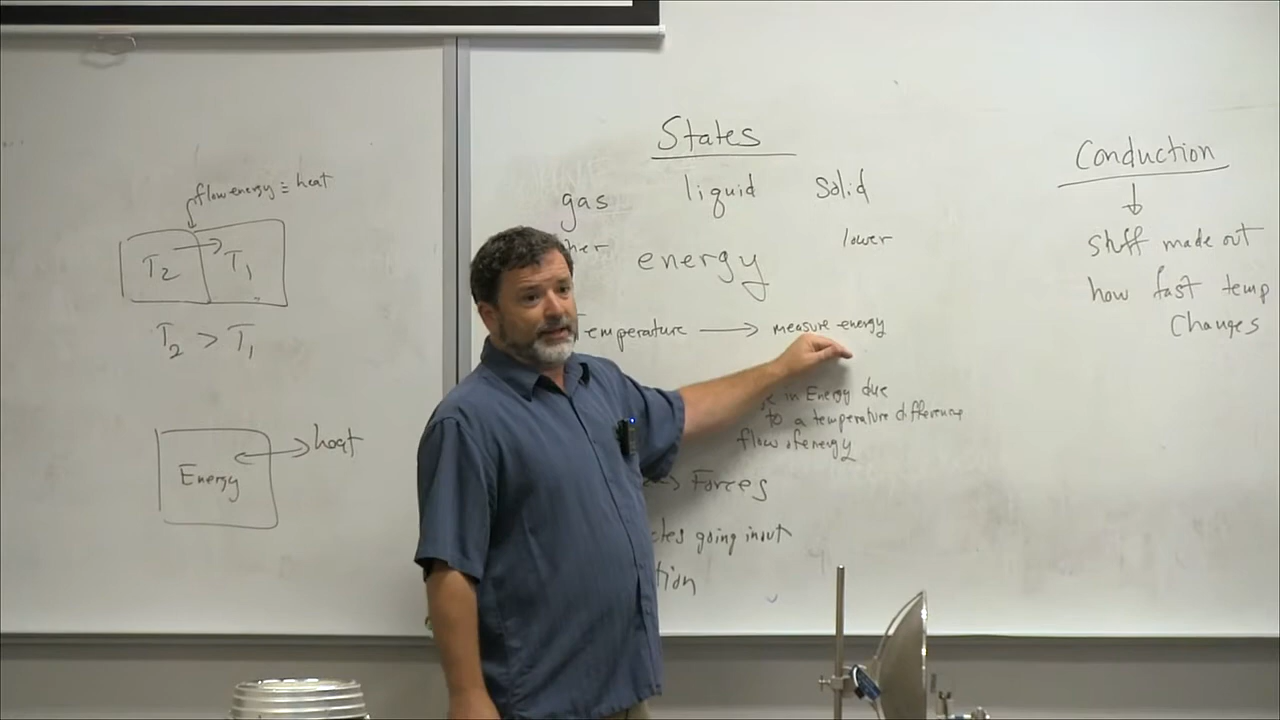 flow energy ≡ heat
T2 T1
T2 > T1
Energy
heat
States
gas liquid Solid
energy lower
Temperature → measure energy
in Energy due
to a temperature difference
flow of energy
Forces
going in out
Conduction
↓
stuff made out
how fast temp
Changes